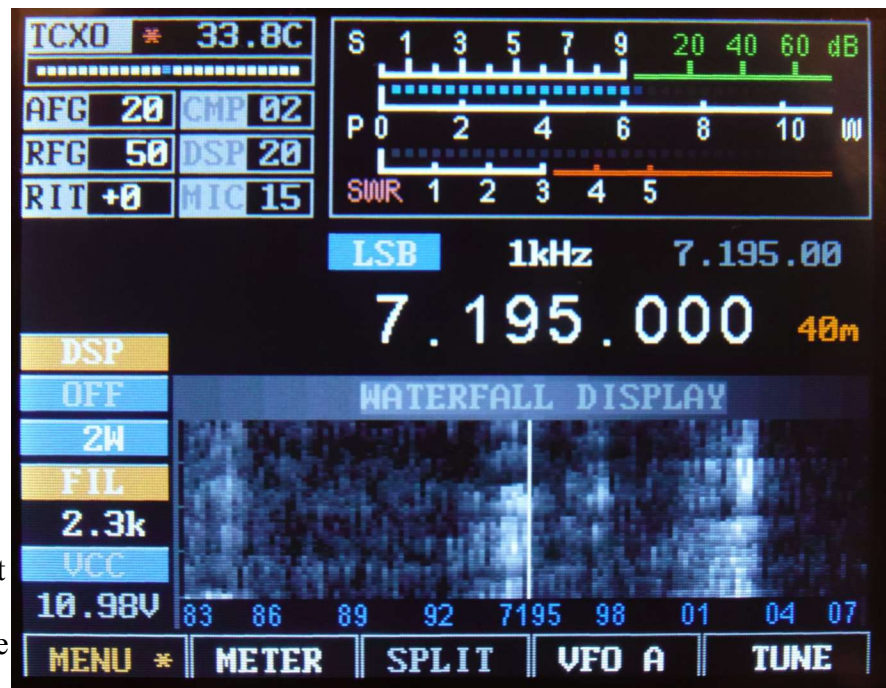 TCXO * 33.8C
S 1 3 5 7 9 20 40 60 dB
AFG 20 CMP 02
P 0 2 4 6 8 10 W
RFG 50 DSP 20
RIT +0 MIC 15
SWR 1 2 3 4 5
LSB 1kHz 7.195.00
7.195.000 40m
DSP
OFF
WATERFALL DISPLAY
2W
FIL
2.3k
t
VCC
10.98V
83 86 89 92 7195 98 01 04 07
e
MENU * METER SPLIT VFO A TUNE